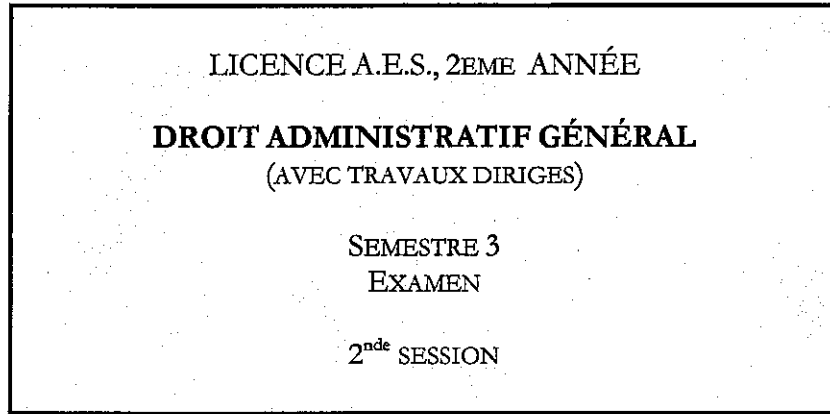 LICENCE A.E.S., 2EME ANNÉE
DROIT ADMINISTRATIF GÉNÉRAL
(AVEC TRAVAUX DIRIGES)
SEMESTRE 3
EXAMEN
2nde SESSION